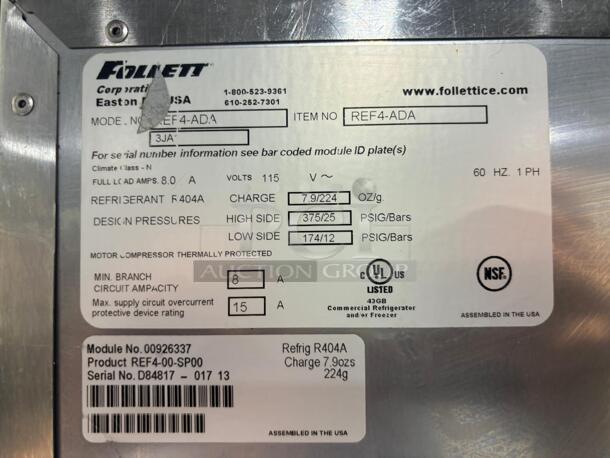 FOLLETT
Corporati
Easton USA
1-800-523-9361
610-252-7301
www.follettice.com
MODEL NO REF4-ADA ITEM NO REF4-ADA
3JA
For serial number information see bar coded module ID plate(s)
Climate Class - N
FULL LOAD AMPS. 8.0 A VOLTS 115 V ~ 60 HZ. 1 PH
REFRIGERANT R404A CHARGE 7.9/224 OZ/g.
DESIGN PRESSURES HIGH SIDE 375/25 PSIG/Bars
LOW SIDE 174/12 PSIG/Bars
MOTOR COMPRESSOR THERMALLY PROTECTED
PCI
AUCTION GROUP
MIN. BRANCH
CIRCUIT AMPACITY 8 A
Max. supply circuit overcurrent
protective device rating 15 A
C UL US
LISTED
43GB
Commercial Refrigerator
and/or Freezer
NSF
ASSEMBLED IN THE USA
Module No. 00926337
Product REF4-00-SP00
Serial No. D84817 - 017 13
Refrig R404A
Charge 7.9ozs
224g
ASSEMBLED IN THE USA